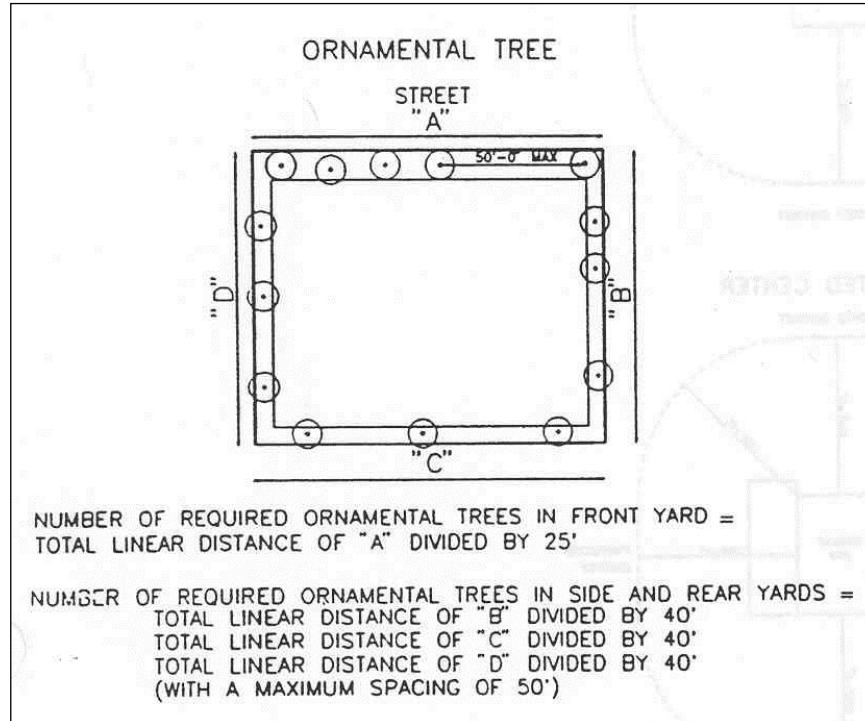 ORNAMENTAL TREE
STREET
"A"
50'-0" MAX
"D"
"B"
"C"
NUMBER OF REQUIRED ORNAMENTAL TREES IN FRONT YARD =
TOTAL LINEAR DISTANCE OF "A" DIVIDED BY 25'
NUMBER OF REQUIRED ORNAMENTAL TREES IN SIDE AND REAR YARDS =
TOTAL LINEAR DISTANCE OF "B" DIVIDED BY 40'
TOTAL LINEAR DISTANCE OF "C" DIVIDED BY 40'
TOTAL LINEAR DISTANCE OF "D" DIVIDED BY 40'
(WITH A MAXIMUM SPACING OF 50')